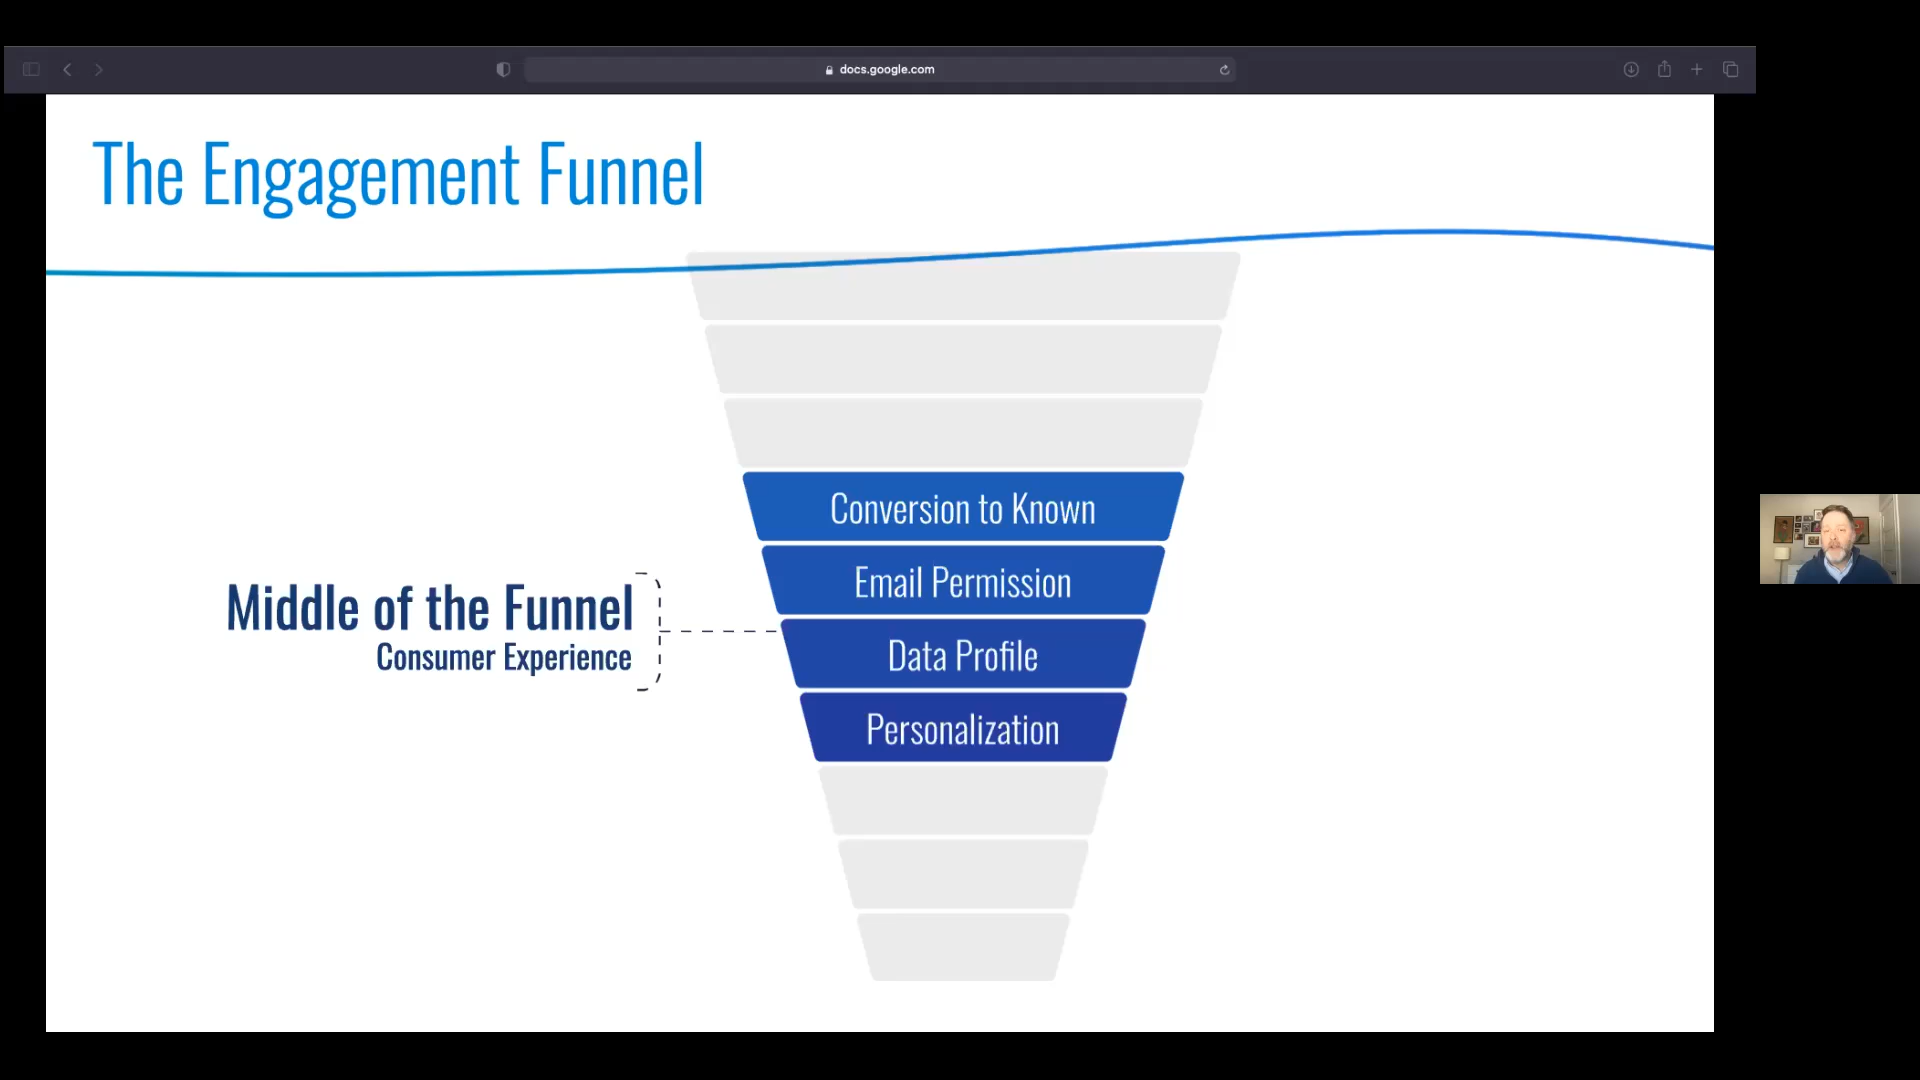 docs.google.com
The Engagement Funnel
Conversion to Known
Email Permission
Middle of the Funnel
Consumer Experience
Data Profile
Personalization